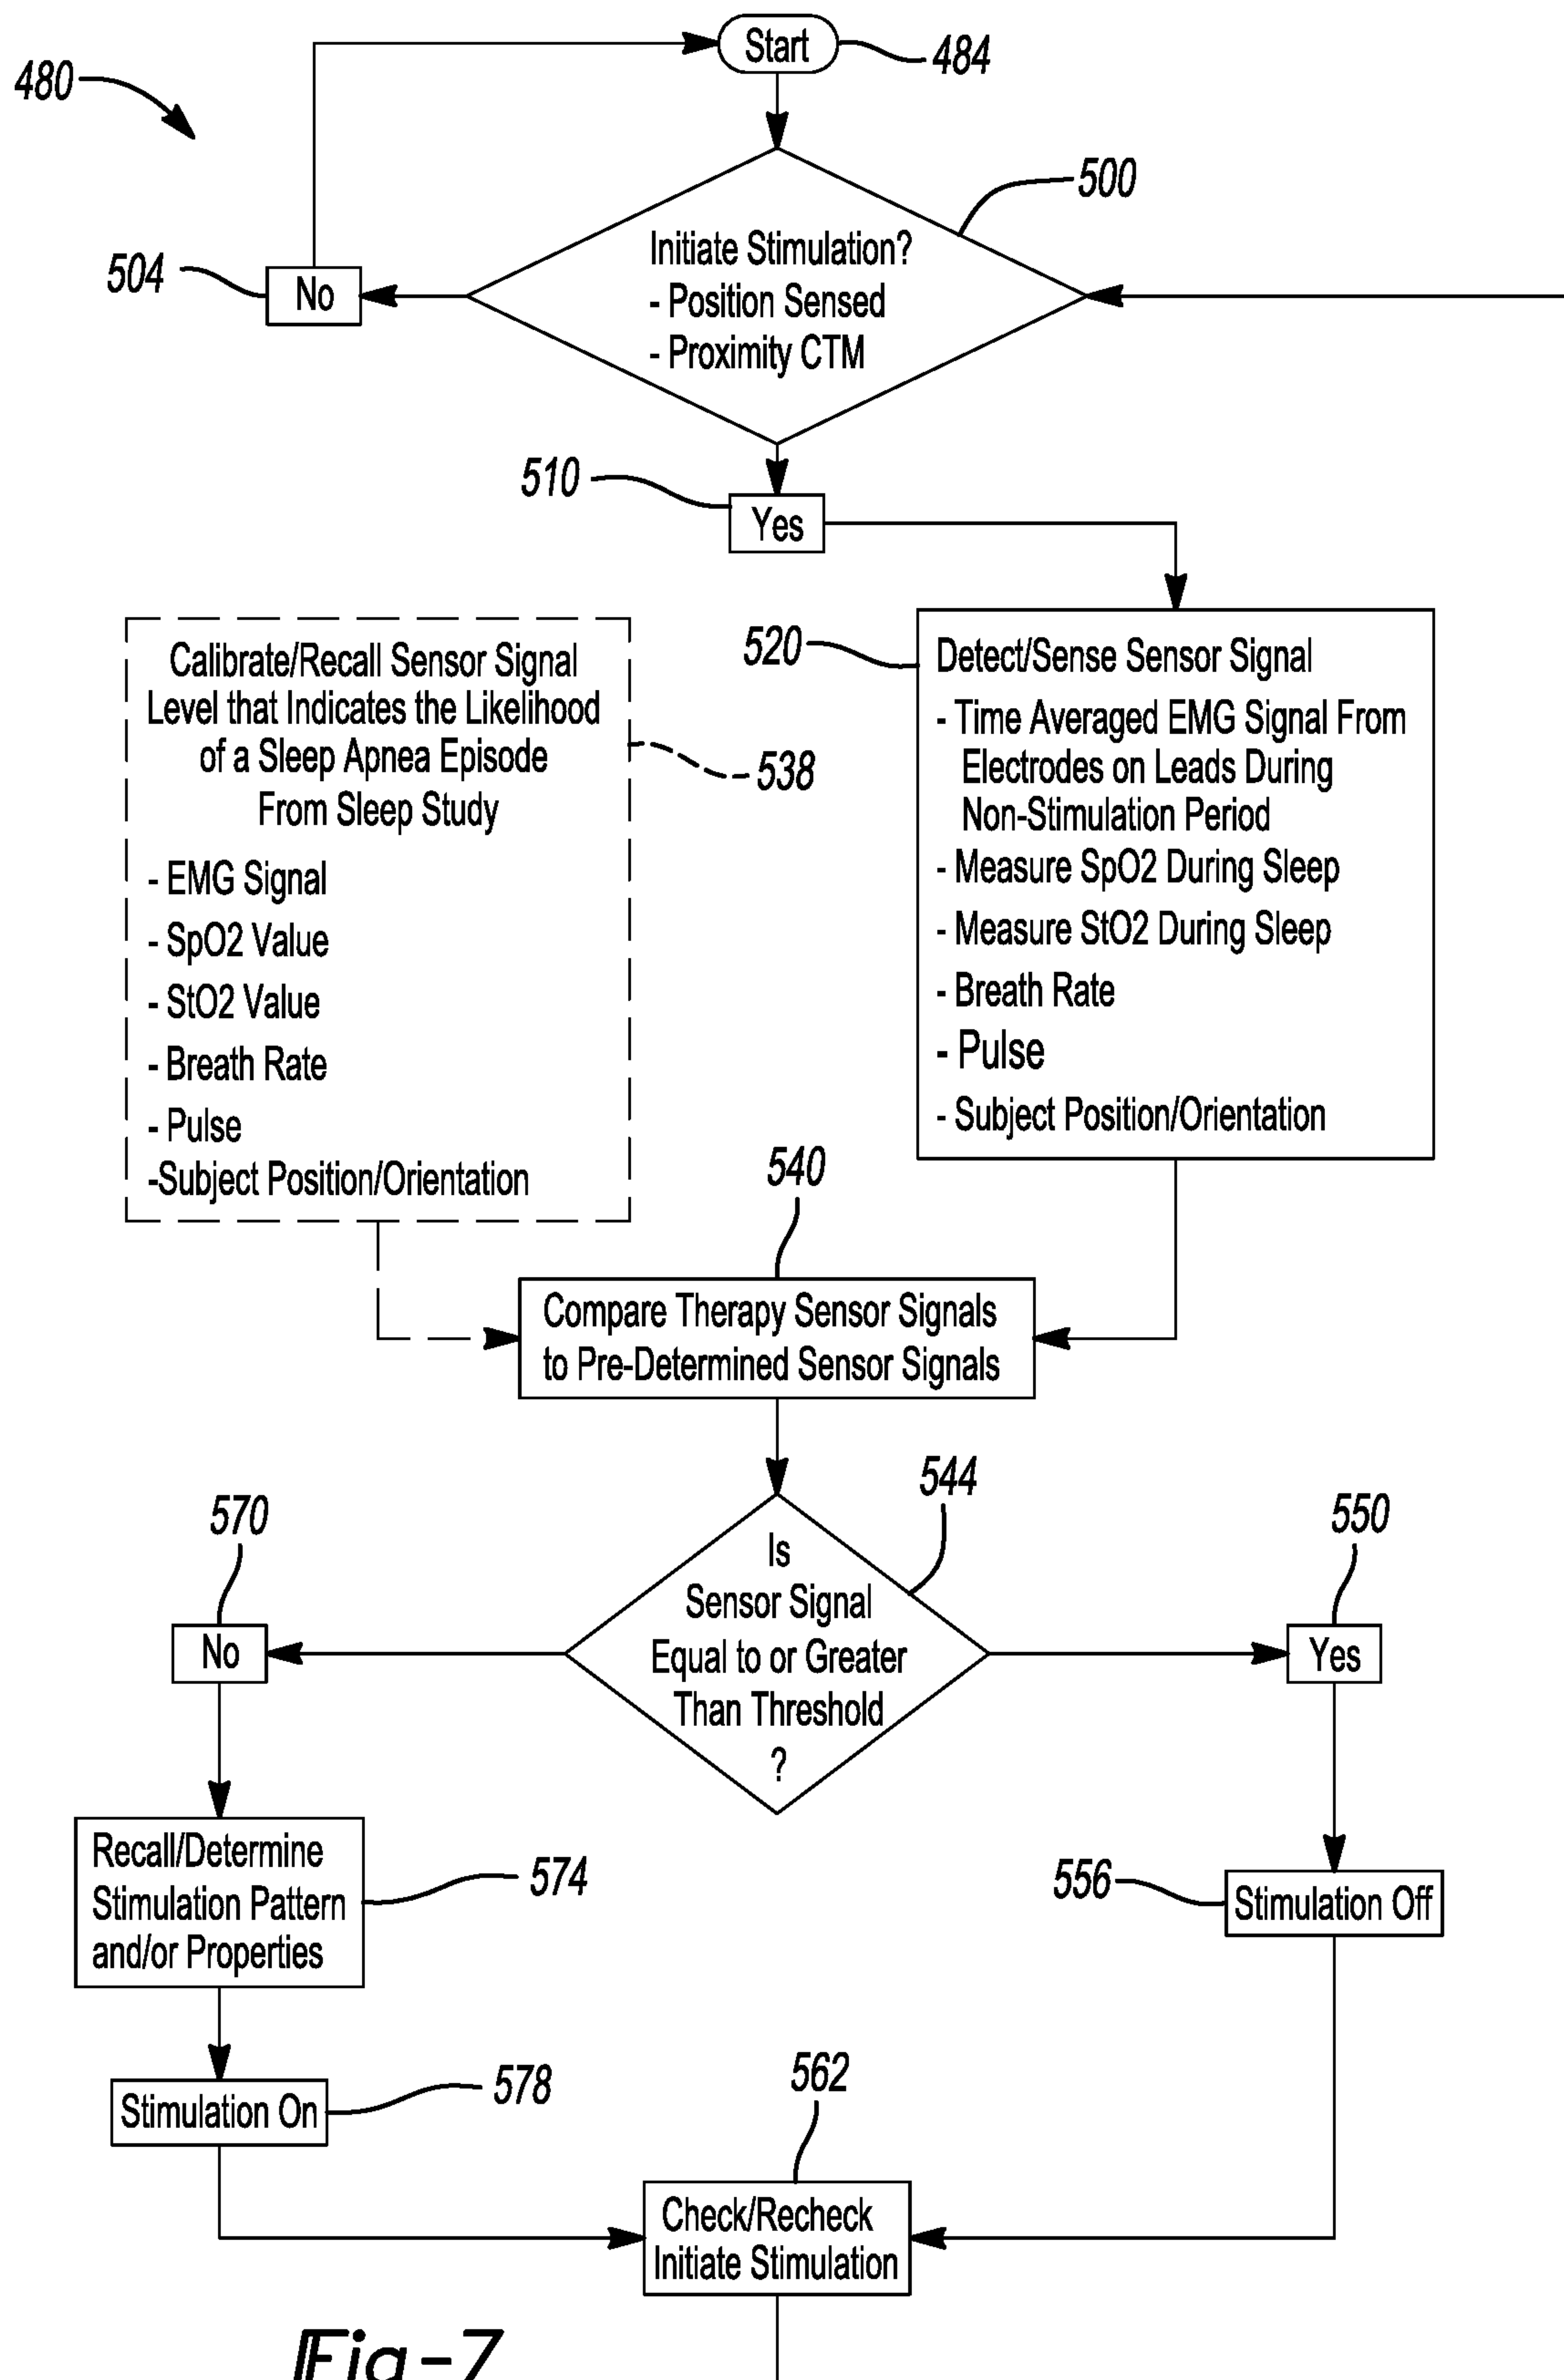 Start
484
480
500
Initiate Stimulation?
- Position Sensed
- Proximity CTM
504
No
510
Yes
Calibrate/Recall Sensor Signal
Level that Indicates the Likelihood
of a Sleep Apnea Episode
From Sleep Study
- EMG Signal
- SpO2 Value
- StO2 Value
- Breath Rate
- Pulse
-Subject Position/Orientation
538
520
Detect/Sense Sensor Signal
- Time Averaged EMG Signal From
Electrodes on Leads During
Non-Stimulation Period
- Measure SpO2 During Sleep
- Measure StO2 During Sleep
- Breath Rate
- Pulse
- Subject Position/Orientation
540
Compare Therapy Sensor Signals
to Pre-Determined Sensor Signals
544
Is
Sensor Signal
Equal to or Greater
Than Threshold
?
570
No
550
Yes
Recall/Determine
Stimulation Pattern
and/or Properties
574
556
Stimulation Off
Stimulation On
578
562
Check/Recheck
Initiate Stimulation
Fig-7